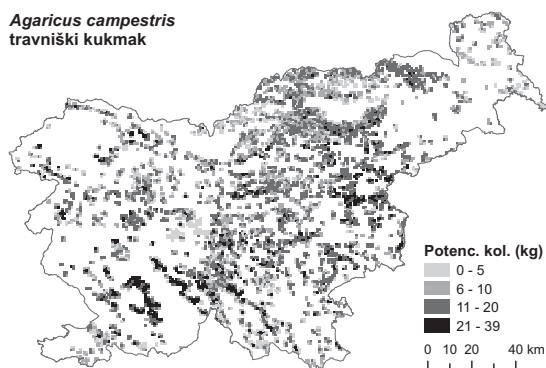 Agaricus campestris
travniški kukmak
Potenc. kol. (kg)
0 - 5
6 - 10
11 - 20
21 - 39
0 10 20 40 km